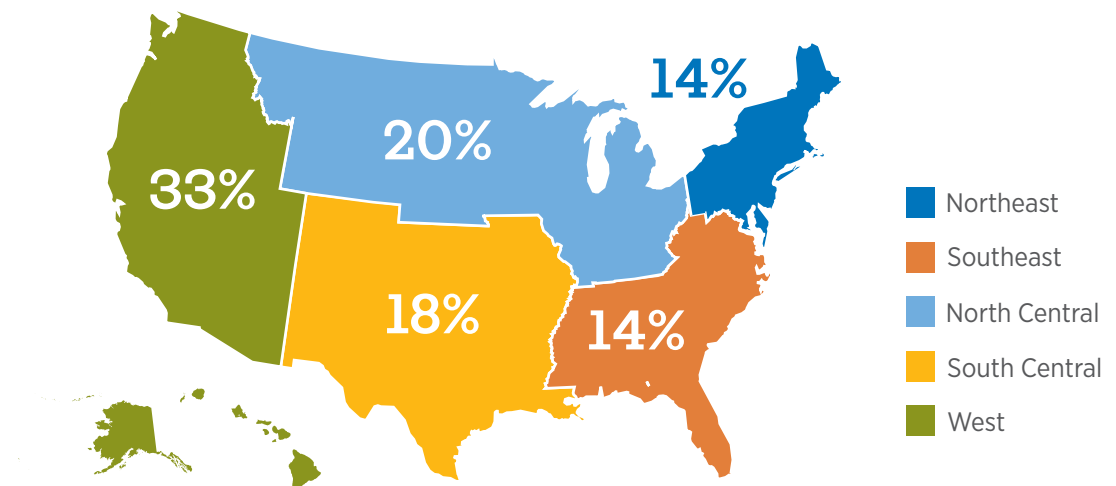 14%
20%
33%
18%
14%
Northeast
Southeast
North Central
South Central
West